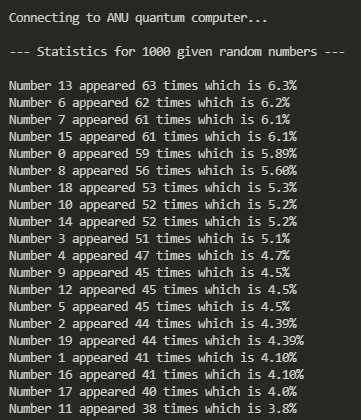 Connecting to ANU quantum computer...
--- Statistics for 1000 given random numbers ---
Number 13 appeared 63 times which is 6.3%
Number 6 appeared 62 times which is 6.2%
Number 7 appeared 61 times which is 6.1%
Number 15 appeared 61 times which is 6.1%
Number 0 appeared 59 times which is 5.89%
Number 8 appeared 56 times which is 5.60%
Number 18 appeared 53 times which is 5.3%
Number 10 appeared 52 times which is 5.2%
Number 14 appeared 52 times which is 5.2%
Number 3 appeared 51 times which is 5.1%
Number 4 appeared 47 times which is 4.7%
Number 9 appeared 45 times which is 4.5%
Number 12 appeared 45 times which is 4.5%
Number 5 appeared 45 times which is 4.5%
Number 2 appeared 44 times which is 4.39%
Number 19 appeared 44 times which is 4.39%
Number 1 appeared 41 times which is 4.10%
Number 16 appeared 41 times which is 4.10%
Number 17 appeared 40 times which is 4.0%
Number 11 appeared 38 times which is 3.8%